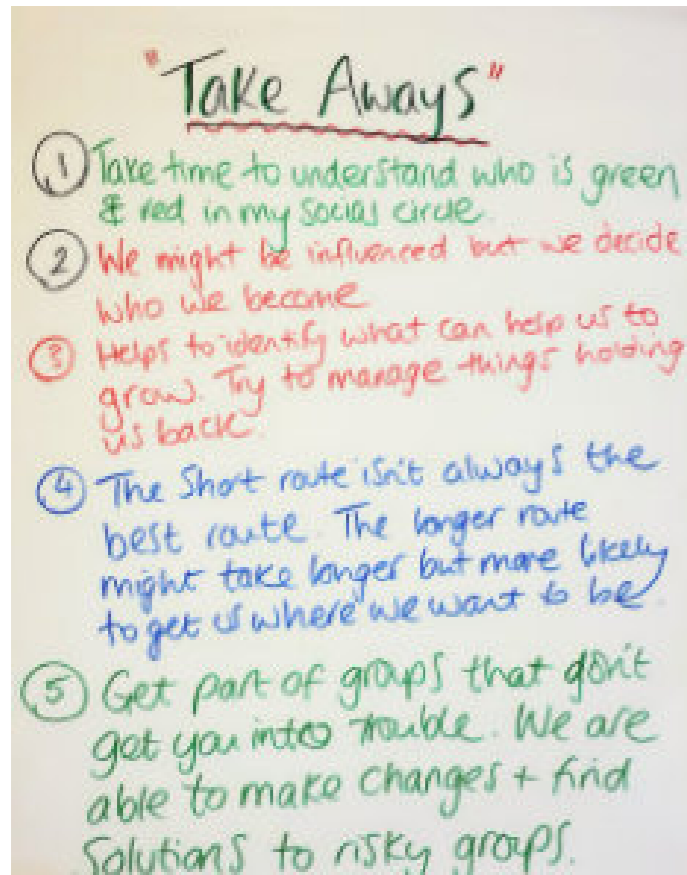 "Take Aways"
1 Take time to understand who is green
& red in my social circle.
2 We might be influenced but we decide
who we become
3 Helps to identify what can help us to
grow. Try to manage things holding
us back.
4 The short route isn't always the
best route. The longer route
might take longer but more likely
to get us where we want to be.
5 Get part of groups that don't
get you into trouble. We are
able to make changes + find
solutions to risky groups.